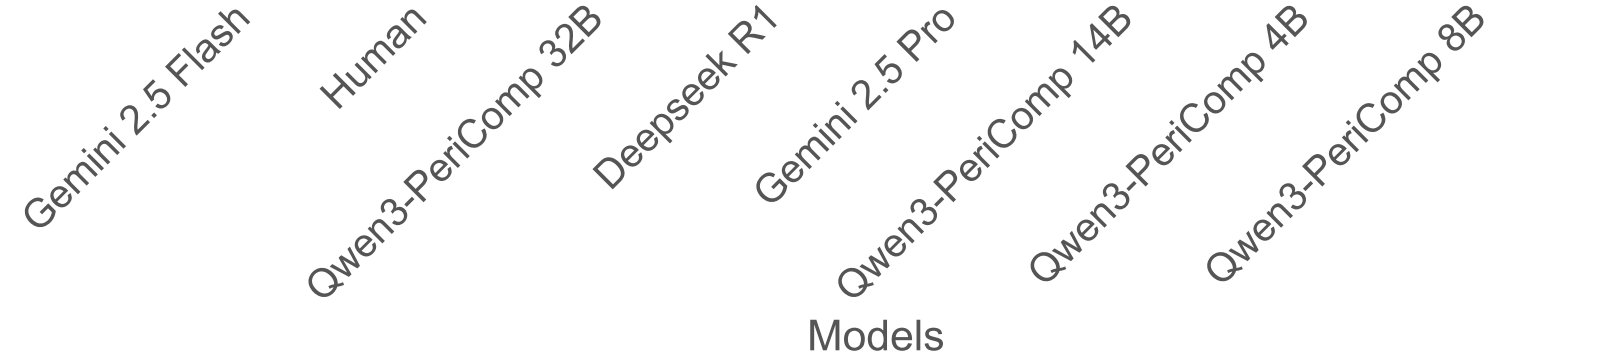 Gemini 2.5 Flash
Human
Qwen3-PeriComp 32B
Deepseek R1
Gemini 2.5 Pro
Qwen3-PeriComp 14B
Qwen3-PeriComp 4B
Qwen3-PeriComp 8B
Models